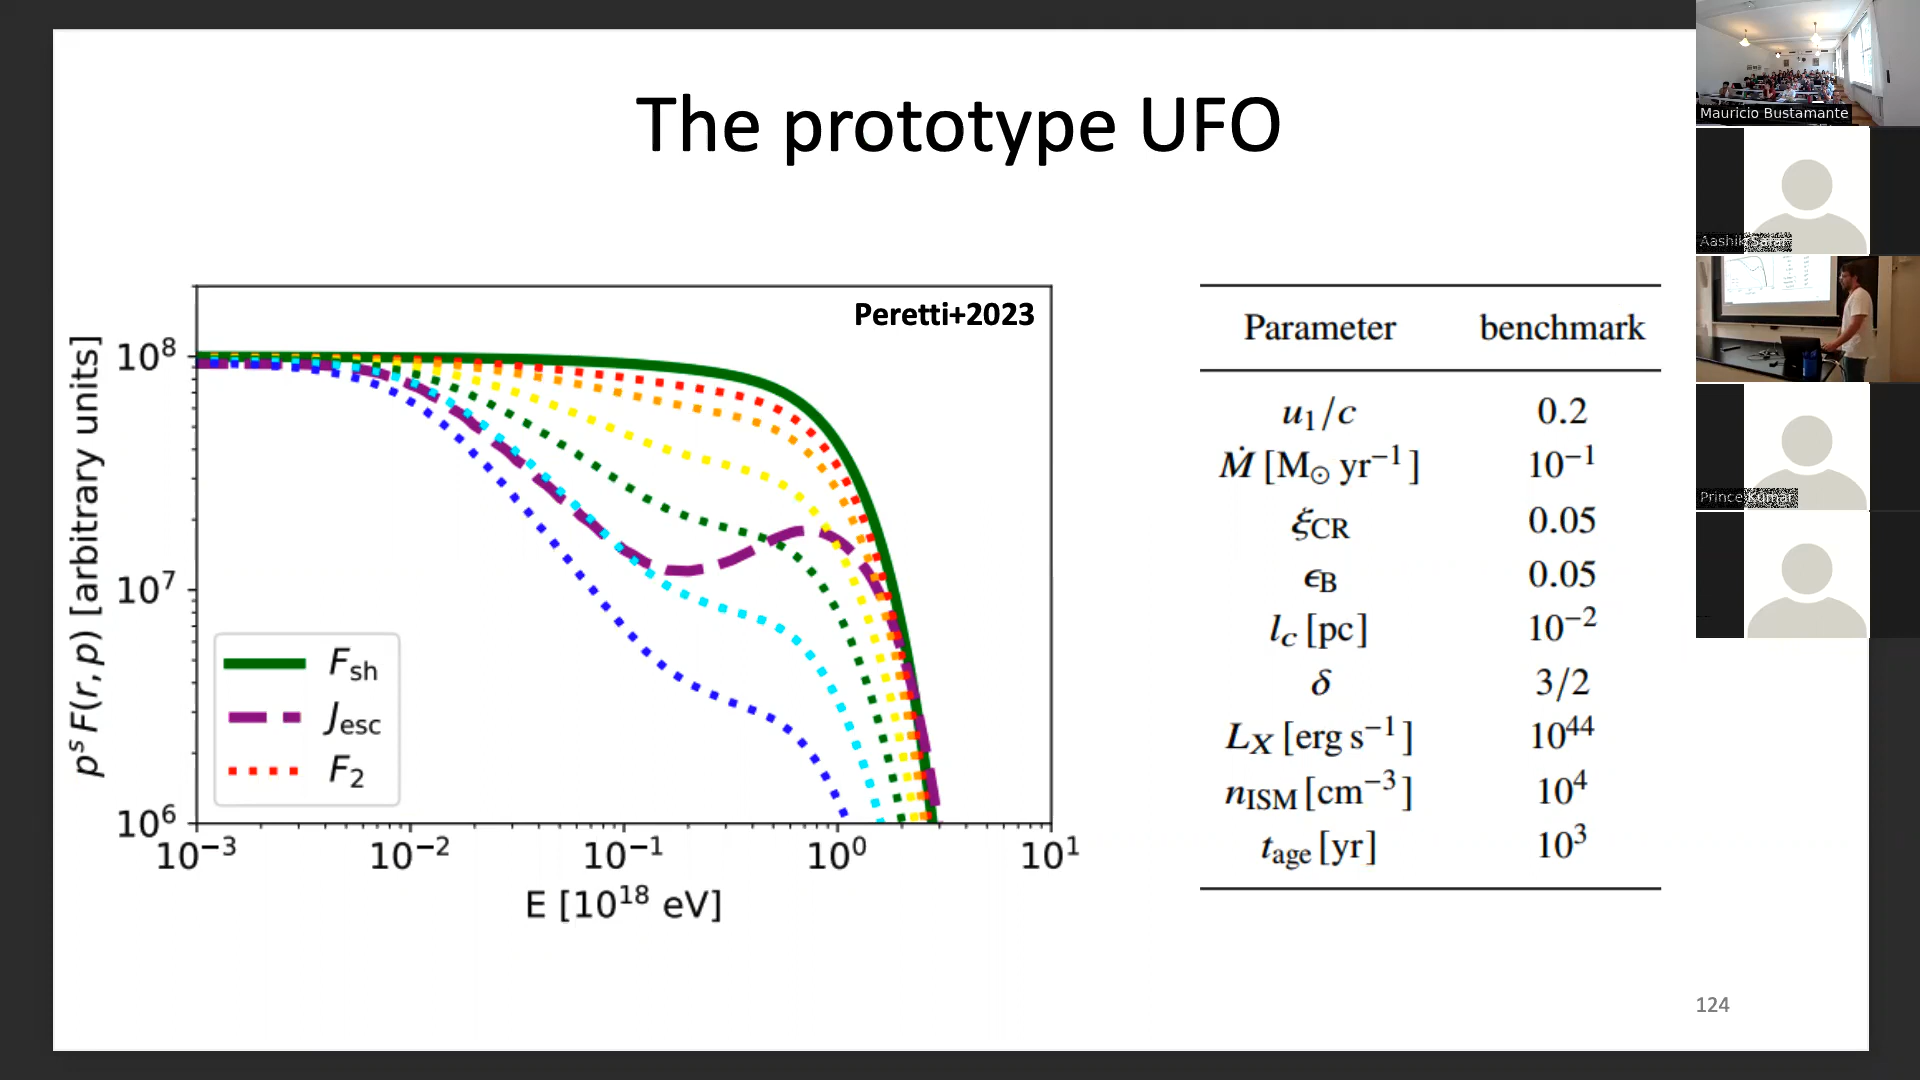 The prototype UFO
Peretti+2023
p^s F(r, p) [arbitrary units]
10^8
10^7
10^6
F_sh
J_esc
F_2
10^−3 10^−2 10^−1 10^0 10^1
E [10^18 eV]
Parameter benchmark
u_1/c 0.2
Ṁ [M_⊙ yr^−1] 10^−1
ξ_CR 0.05
ϵ_B 0.05
l_c [pc] 10^−2
δ 3/2
L_X [erg s^−1] 10^44
n_ISM [cm^−3] 10^4
t_age [yr] 10^3
124
Mauricio Bustamante
Prince Kumar